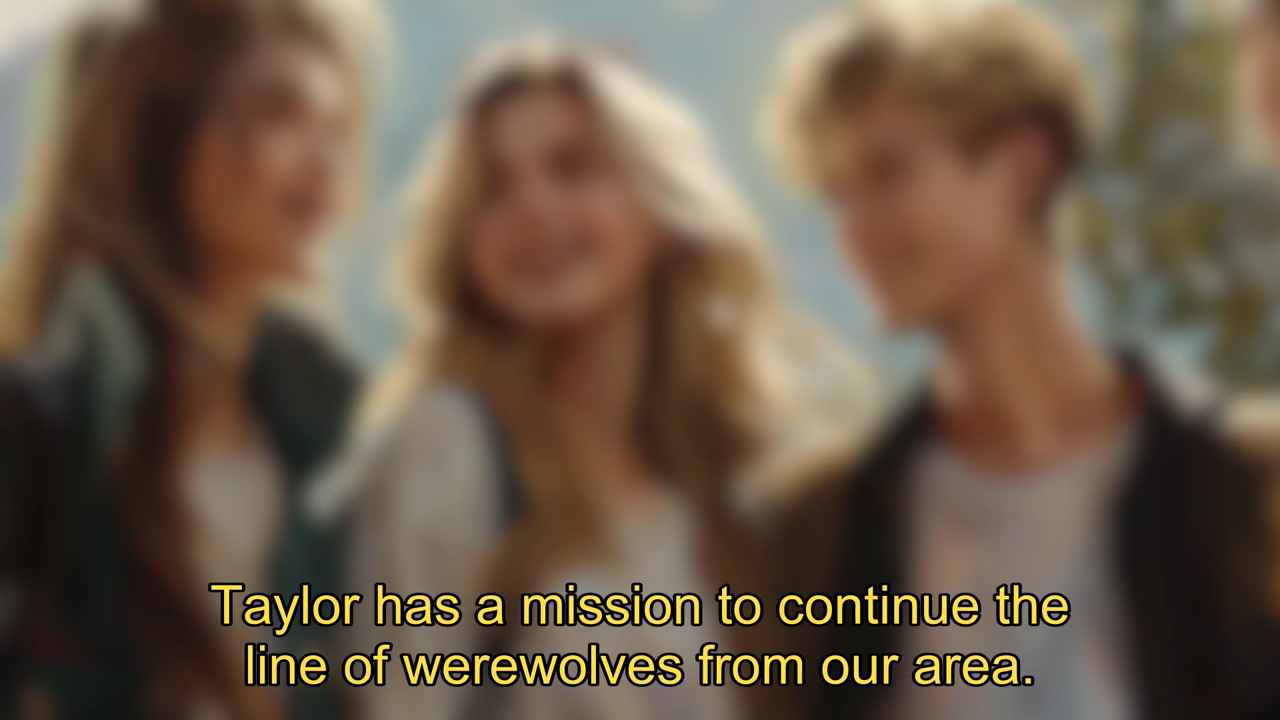 Taylor has a mission to continue the
line of werewolves from our area.